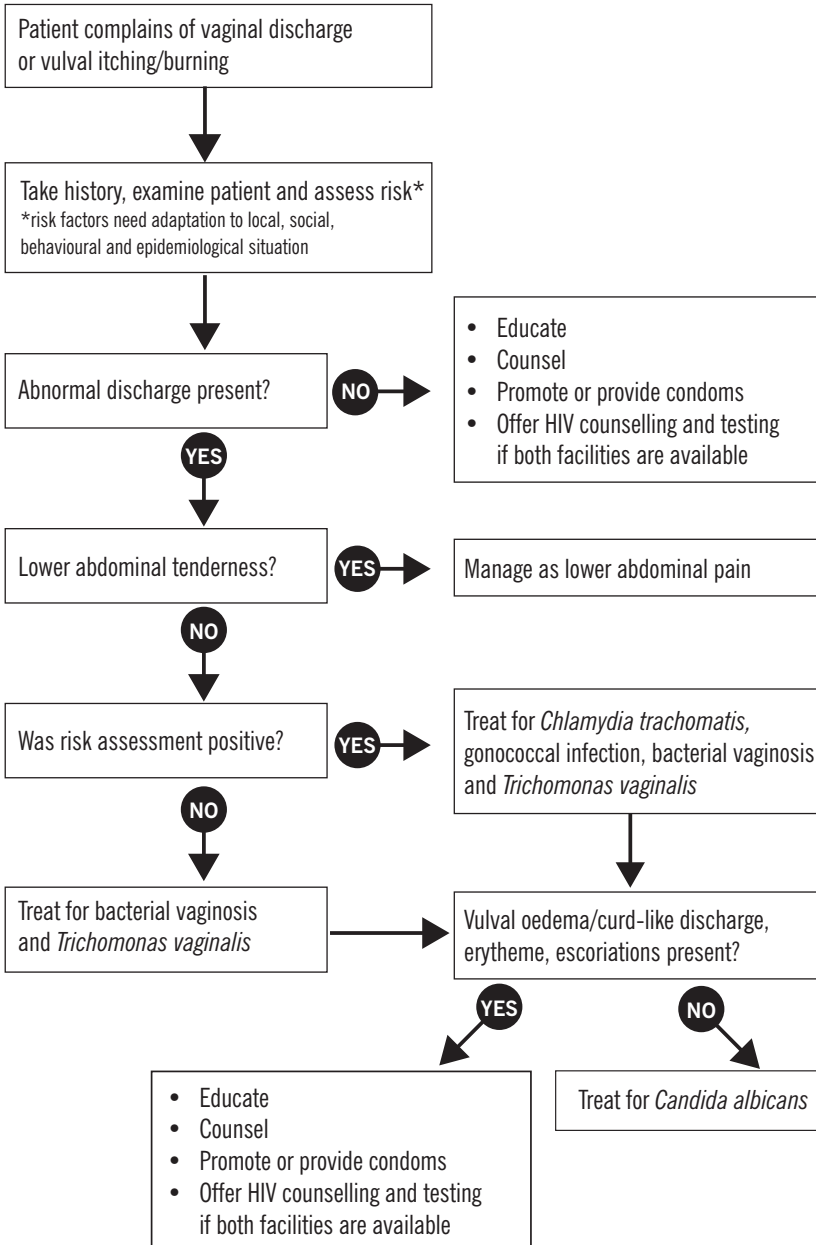 Patient complains of vaginal discharge
or vulval itching/burning
Take history, examine patient and assess risk*
*risk factors need adaptation to local, social,
behavioural and epidemiological situation
Abnormal discharge present?
NO
• Educate
• Counsel
• Promote or provide condoms
• Offer HIV counselling and testing
if both facilities are available
YES
Lower abdominal tenderness?
YES
Manage as lower abdominal pain
NO
Was risk assessment positive?
YES
Treat for Chlamydia trachomatis,
gonococcal infection, bacterial vaginosis
and Trichomonas vaginalis
NO
Treat for bacterial vaginosis
and Trichomonas vaginalis
Vulval oedema/curd-like discharge,
erytheme, escoriations present?
YES
NO
• Educate
• Counsel
• Promote or provide condoms
• Offer HIV counselling and testing
if both facilities are available
Treat for Candida albicans